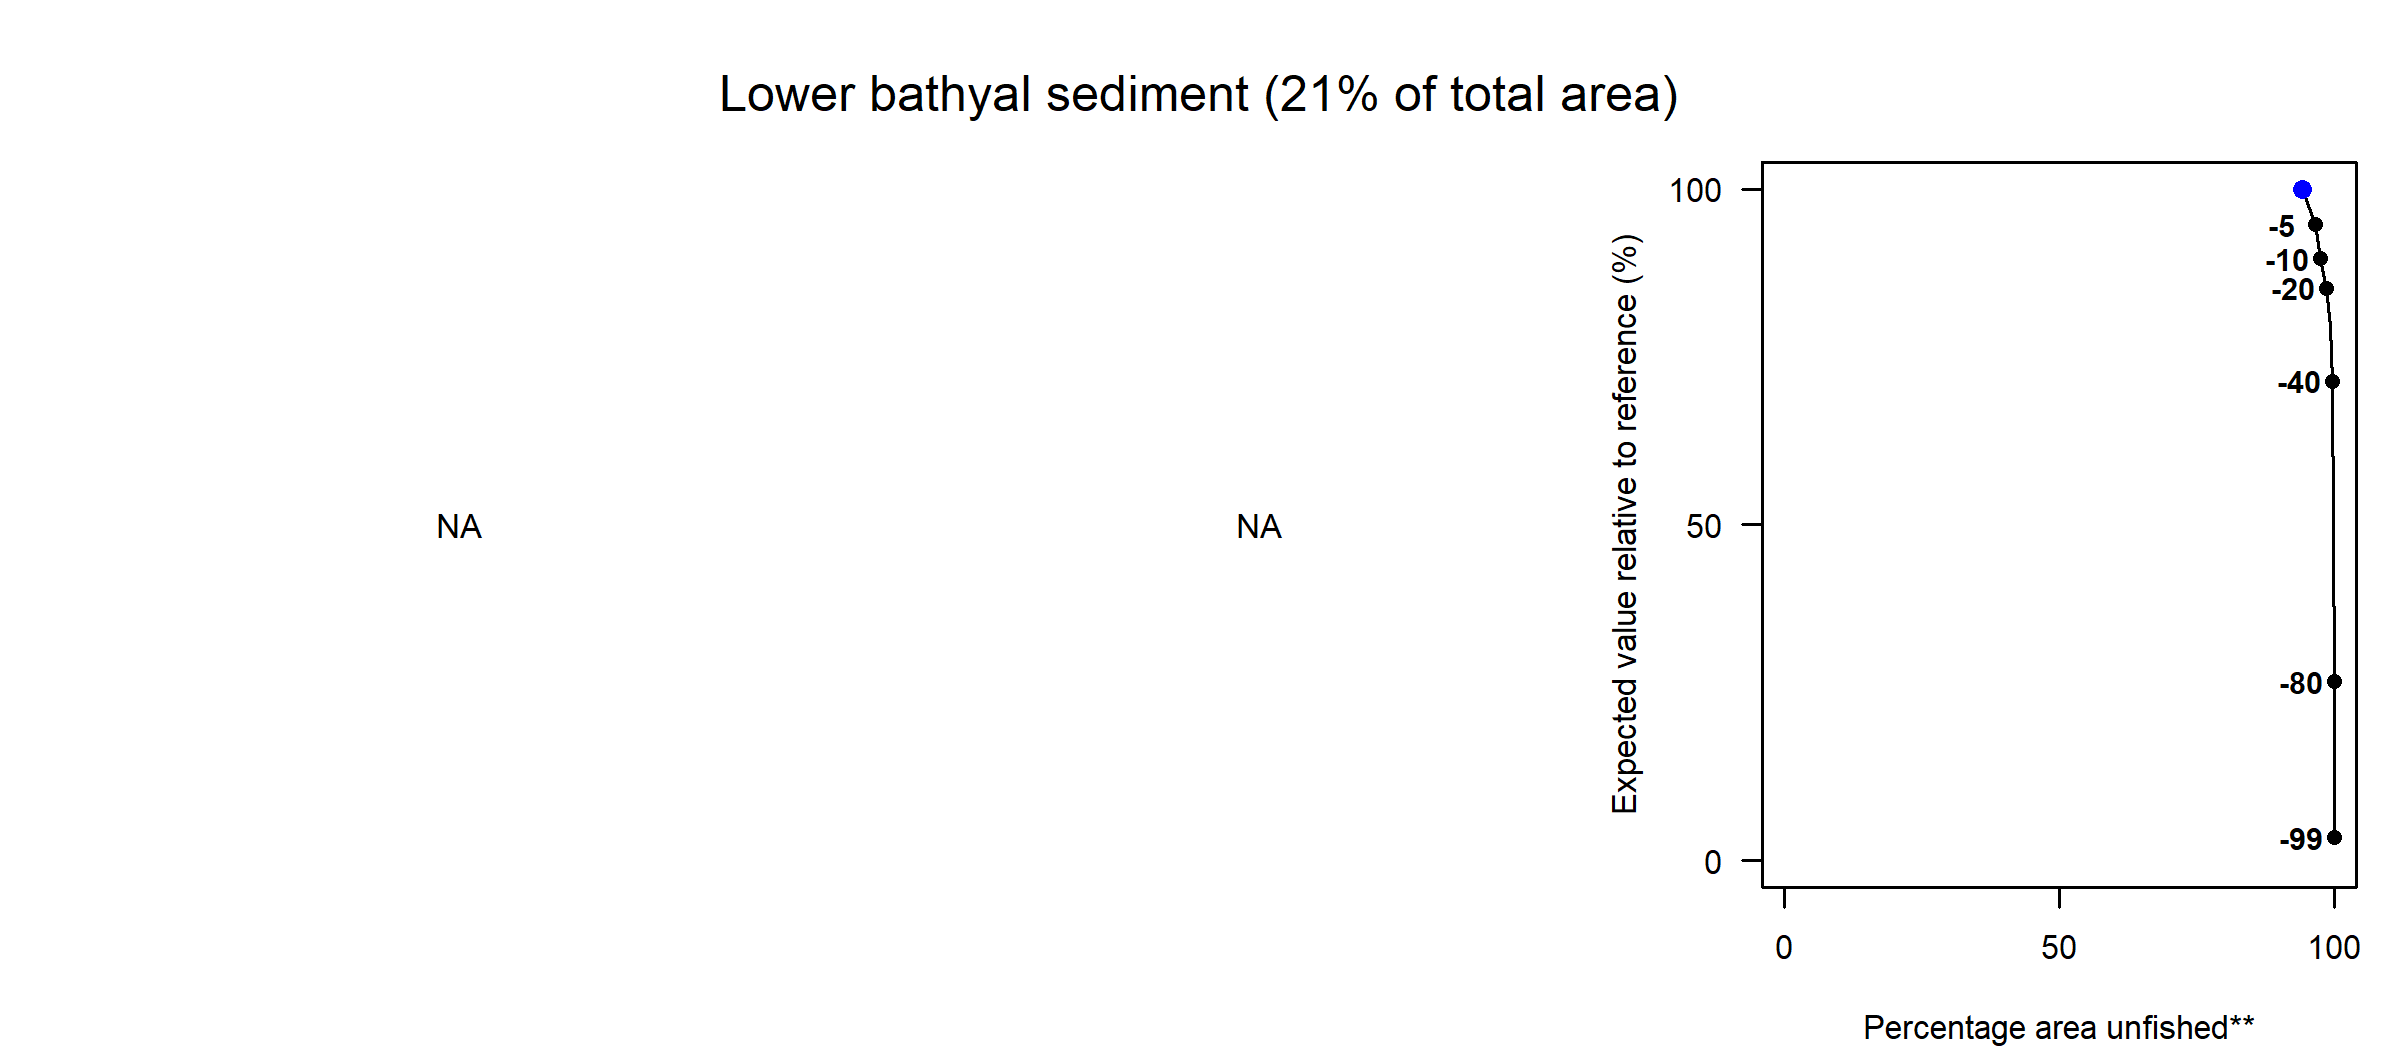 Lower bathyal sediment (21% of total area)
NA
NA
Expected value relative to reference (%)
100
50
0
-5
-10
-20
-40
-80
-99
0 50 100
Percentage area unfished**